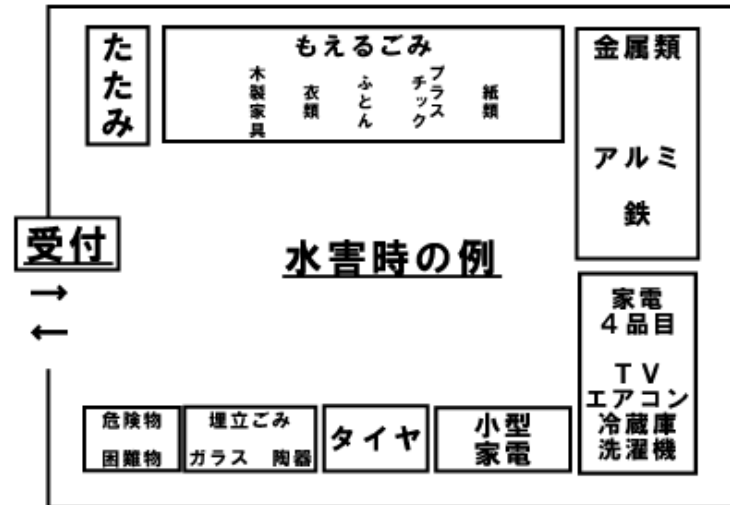 たたみ
もえるごみ
木製家具
衣類
ふとん
プラス
チック
紙類
金属類
アルミ
鉄
受付
→
←
水害時の例
家電
４品目
ＴＶ
エアコン
冷蔵庫
洗濯機
危険物
困難物
埋立ごみ
ガラス 陶器
タイヤ
小型
家電